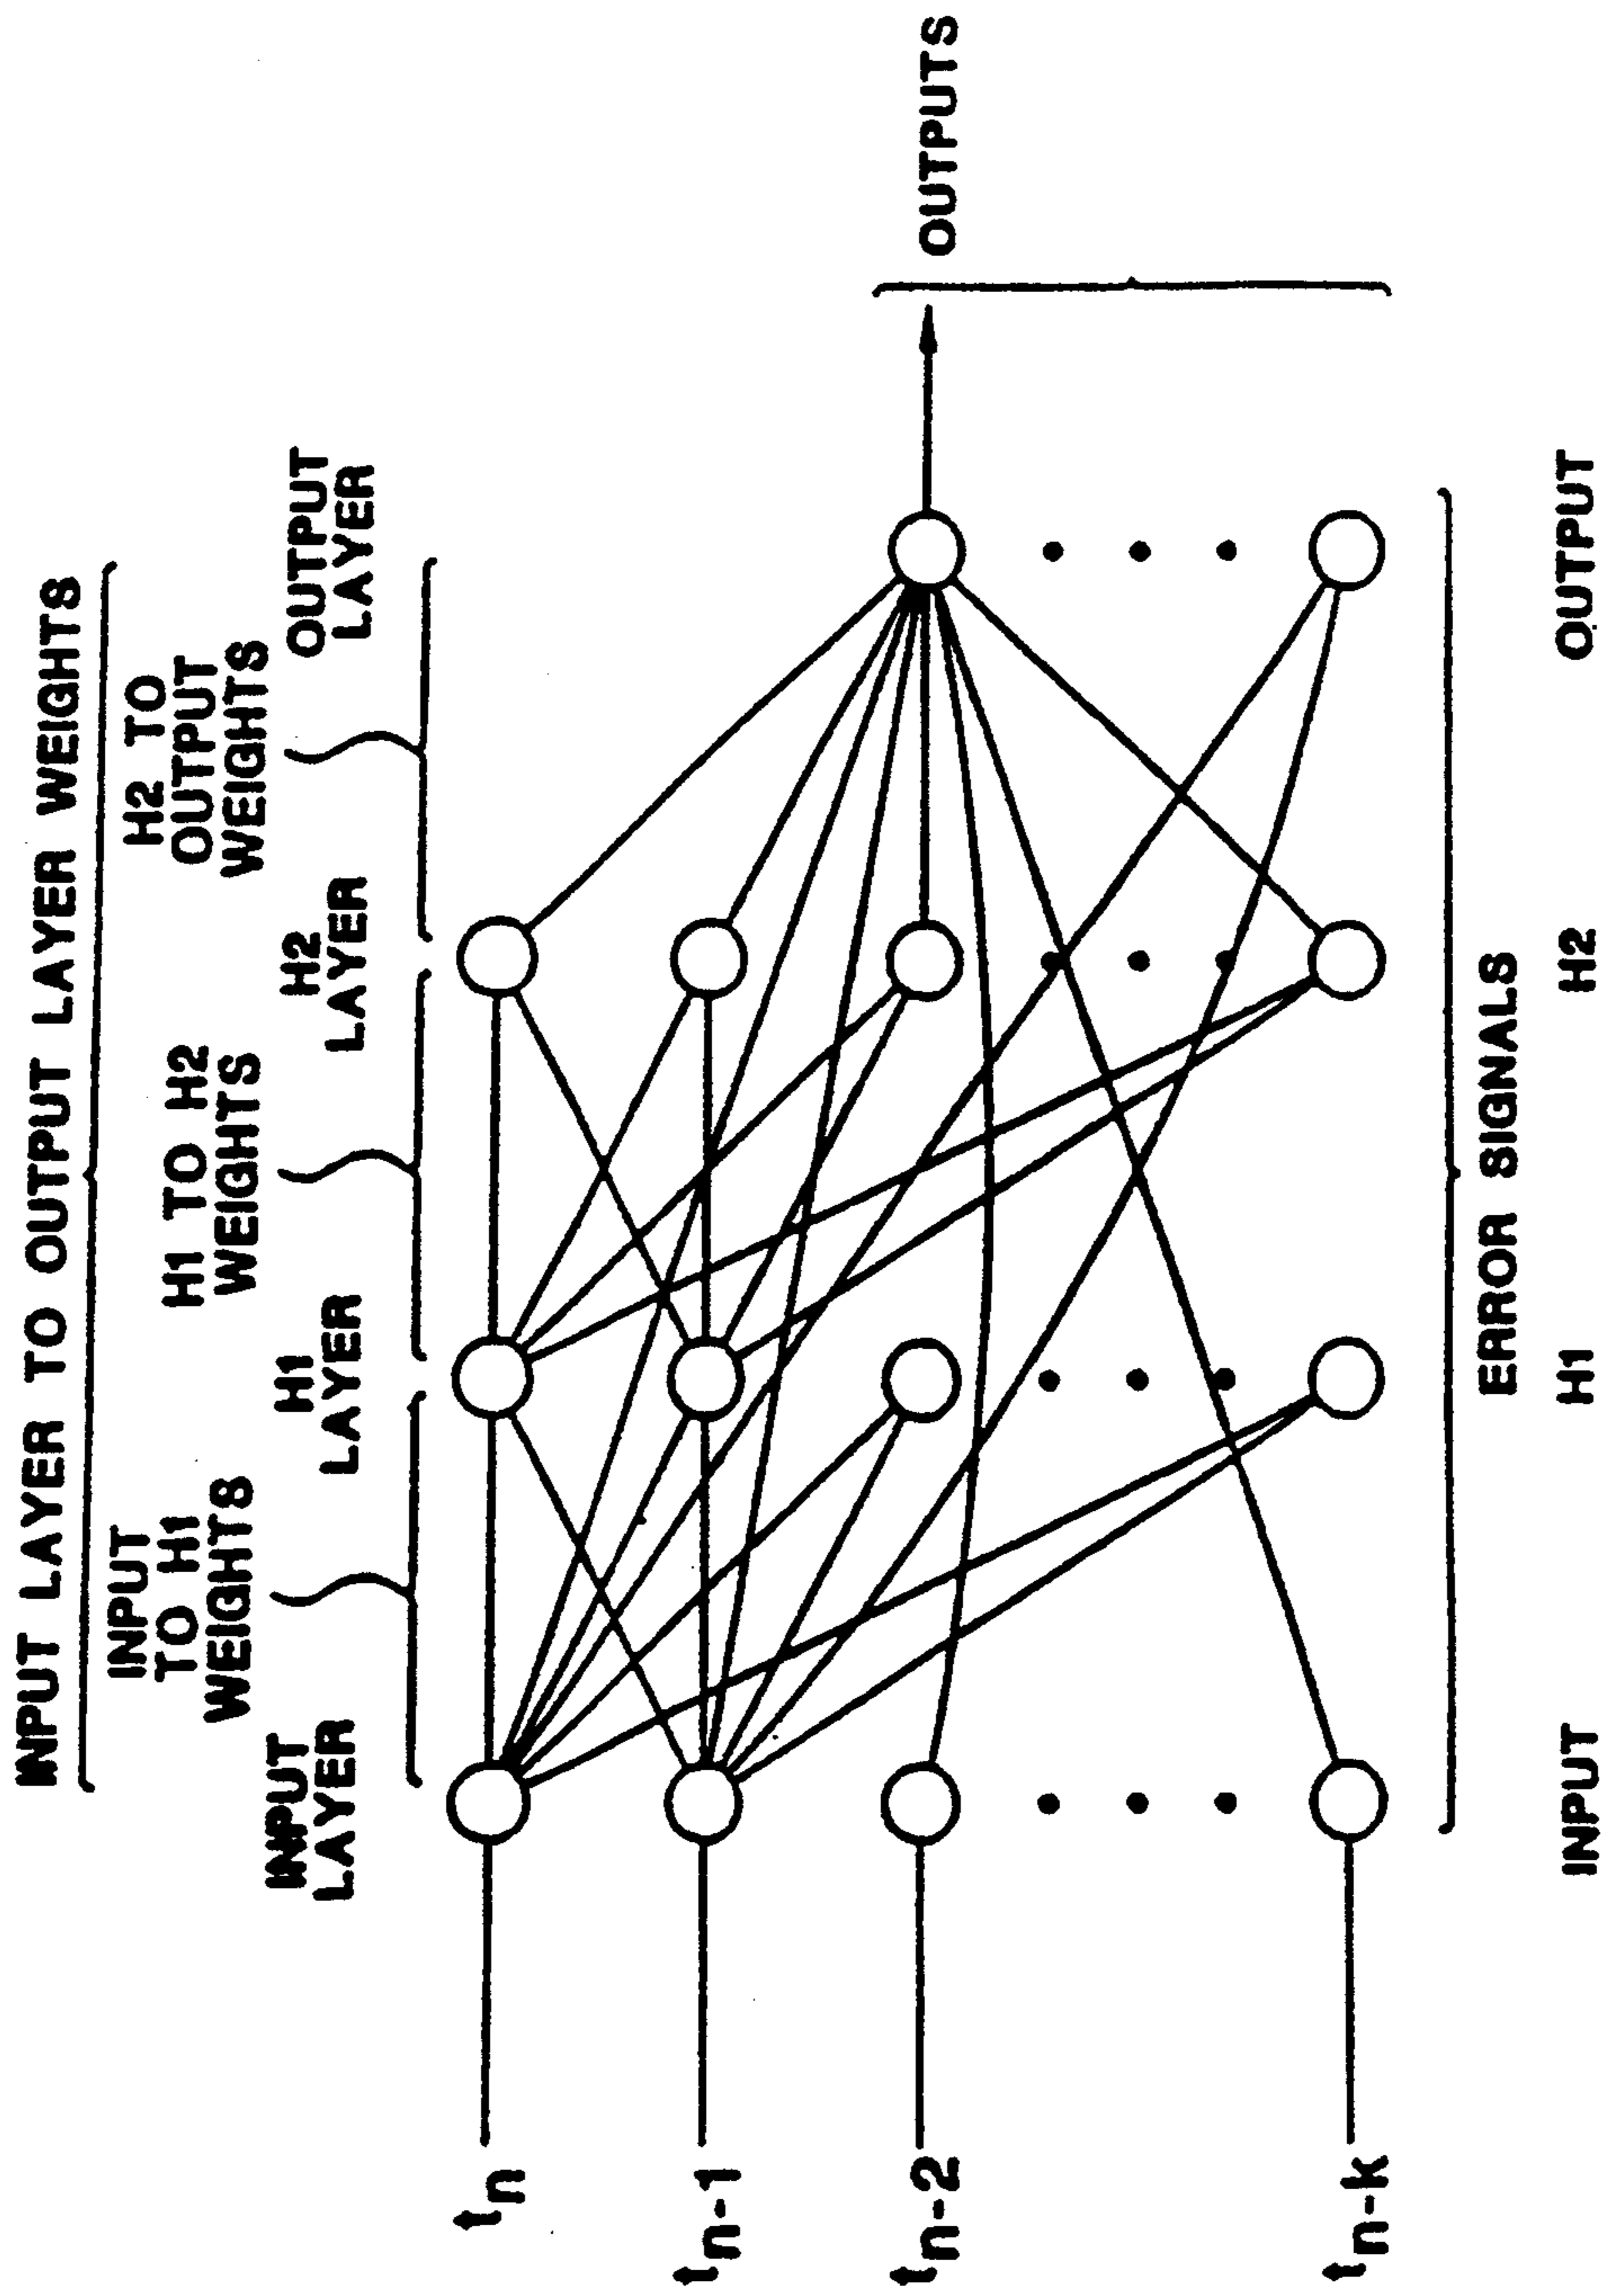 INPUT LAYER TO OUTPUT LAYER WEIGHTS
INPUT
TO H1
WEIGHTS
H1 TO H2
WEIGHTS
H2 TO
OUTPUT
WEIGHTS
INPUT
LAYER
H1
LAYER
H2
LAYER
OUTPUT
LAYER
tn
tn-1
tn-2
tn-k
OUTPUTS
ERROR SIGNALS
INPUT
H1
H2
OUTPUT